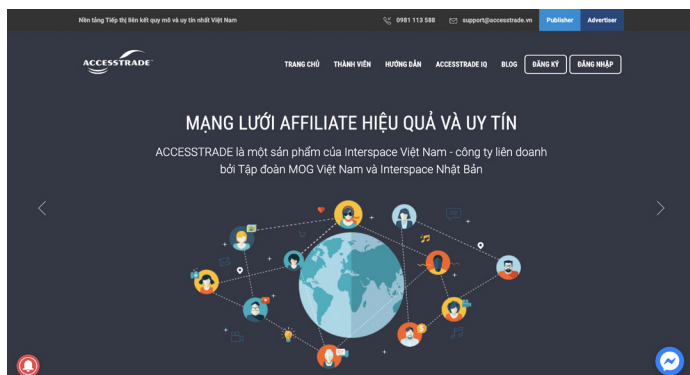 Nền tảng Tiếp thị liên kết quy mô và uy tín nhất Việt Nam
0981 113 588
support@accesstrade.vn
Publisher
Advertiser
ACCESSTRADE
TRANG CHỦ
THÀNH VIÊN
HƯỚNG DẪN
ACCESSTRADE IQ
BLOG
ĐĂNG KÝ
ĐĂNG NHẬP
MẠNG LƯỚI AFFILIATE HIỆU QUẢ VÀ UY TÍN
ACCESSTRADE là một sản phẩm của Interspace Việt Nam - công ty liên doanh
bởi Tập đoàn MOG Việt Nam và Interspace Nhật Bản